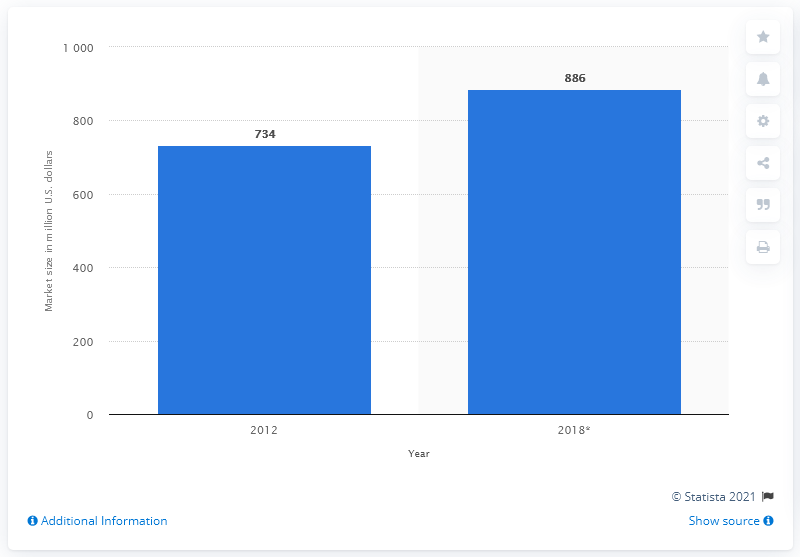 1 000
886
800
734
600
400
200
0
Market size in million U.S. dollars
2012
2018*
Year
© Statista 2021
Additional Information
Show source